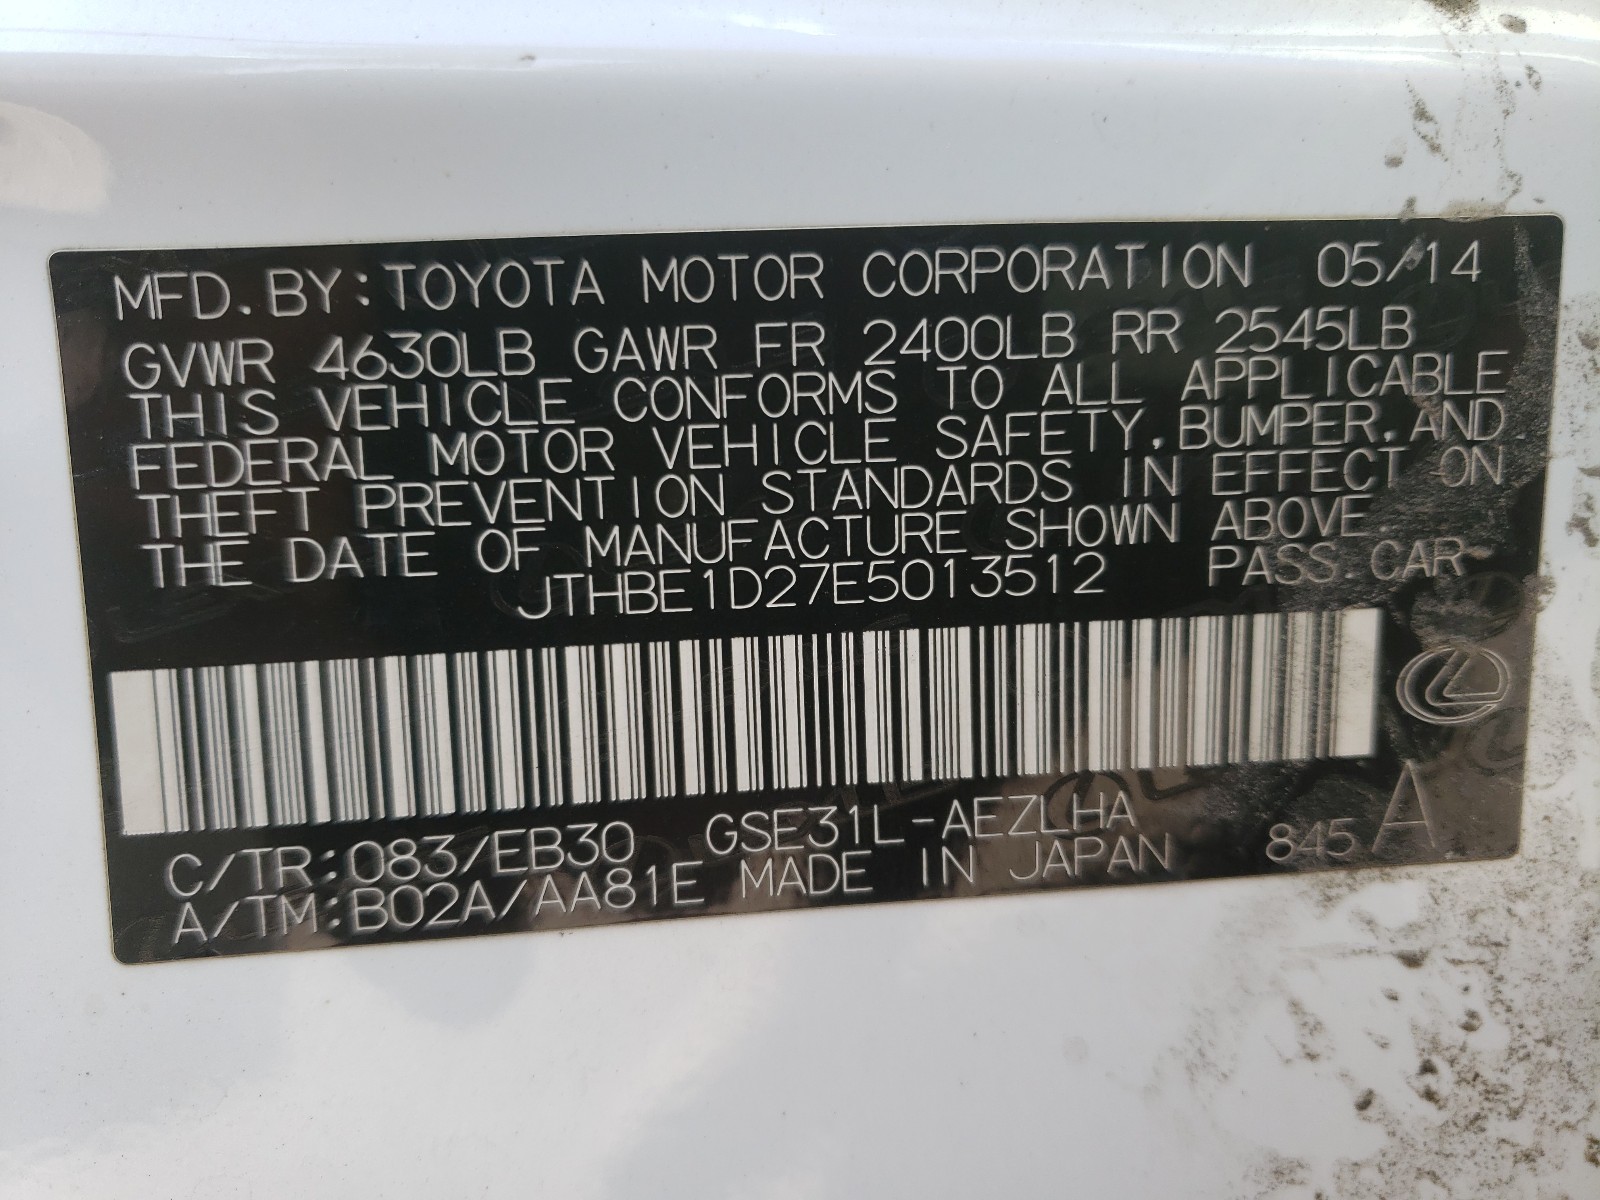 MFD. BY: TOYOTA MOTOR CORPORATION 05/14
GVWR 4630LB GAWR FR 2400LB RR 2545LB
THIS VEHICLE CONFORMS TO ALL APPLICABLE
FEDERAL MOTOR VEHICLE SAFETY, BUMPER, AND
THEFT PREVENTION STANDARDS IN EFFECT ON
THE DATE OF MANUFACTURE SHOWN ABOVE
JTHBE1D27E5013512 PASS.CAR
C/TR:083/EB30 GSE31L-AEZLHA
A/TM:B02A/AA81E MADE IN JAPAN 845 A